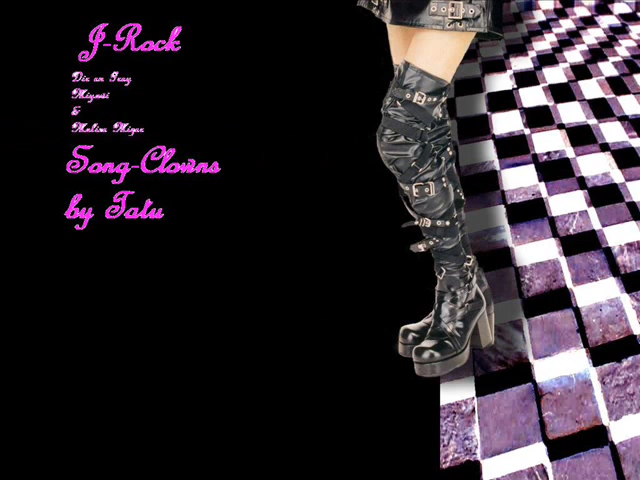 J-Rock
Dir en Grey
Miyavi
&
Malice Mizer
Song-Clowns
by Tatu